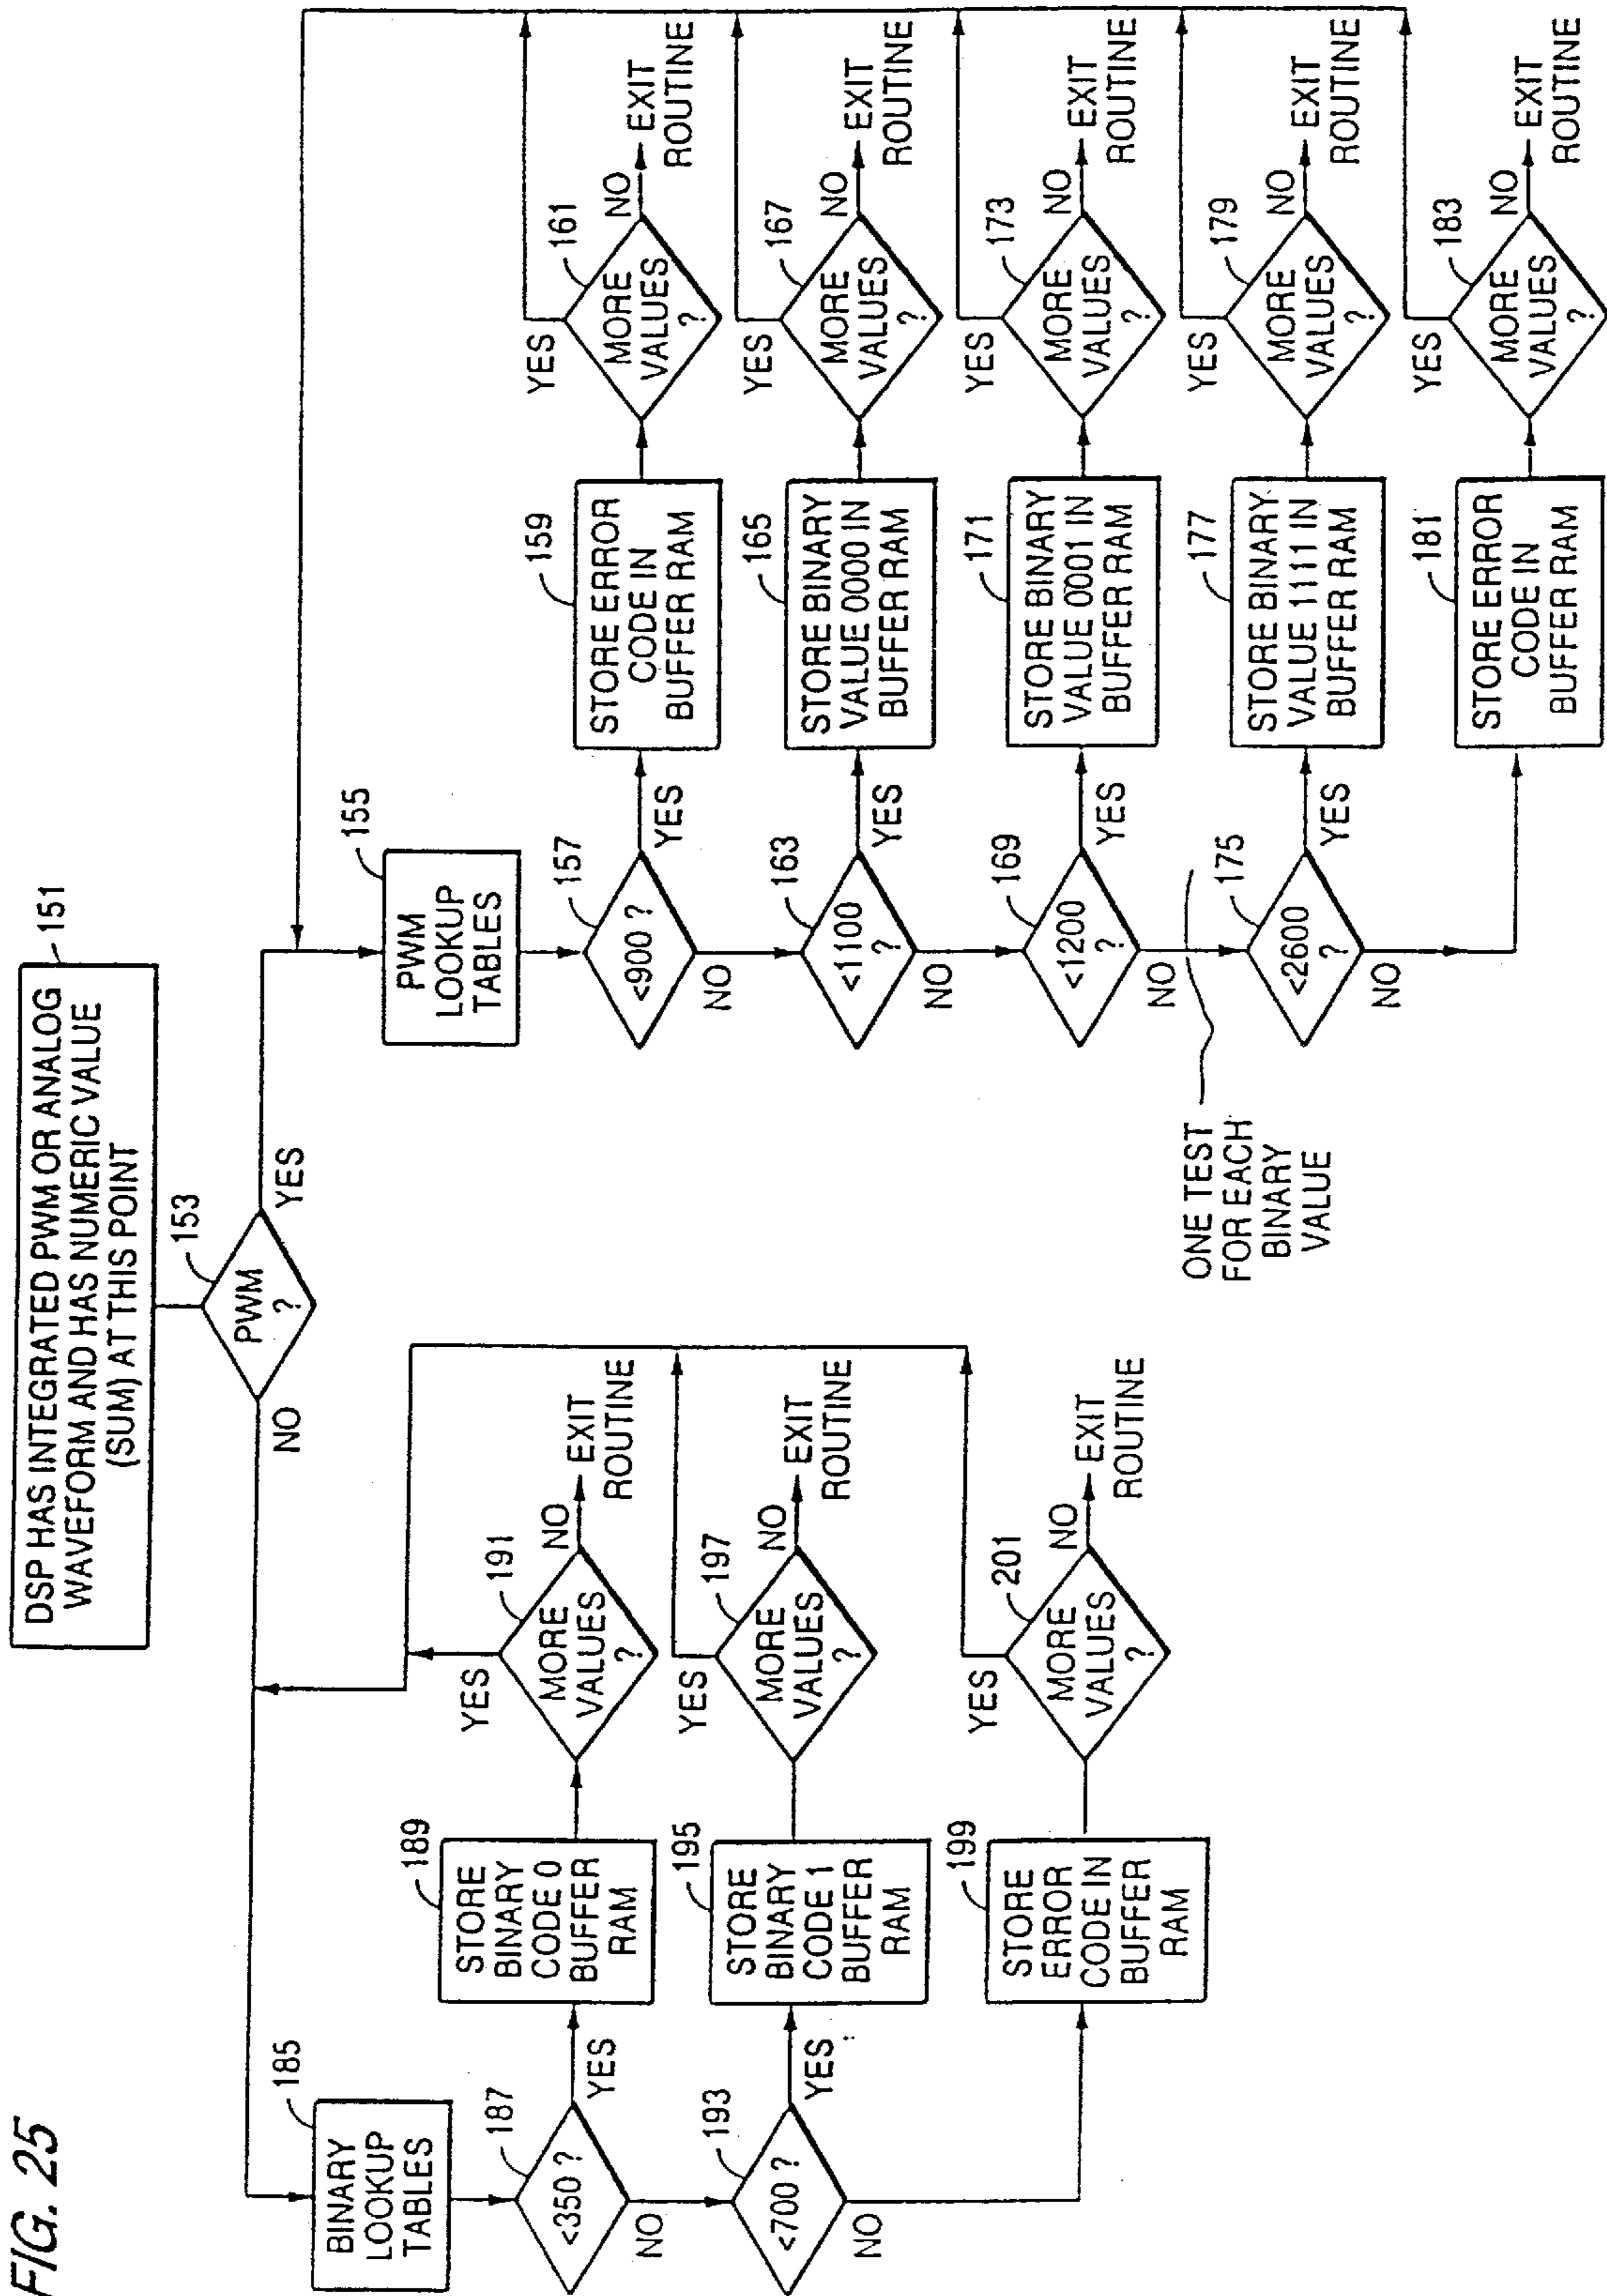 FIG. 25
DSP HAS INTEGRATED PWM OR ANALOG
WAVEFORM AND HAS NUMERIC VALUE
(SUM) AT THIS POINT
151
PWM
?
153
NO
YES
BINARY
LOOKUP
TABLES
185
<350 ?
187
YES
NO
STORE
BINARY
CODE 0
BUFFER
RAM
189
MORE
VALUES
?
191
YES
NO
EXIT
ROUTINE
<700 ?
193
YES
NO
STORE
BINARY
CODE 1
BUFFER
RAM
195
MORE
VALUES
?
197
YES
NO
EXIT
ROUTINE
STORE
ERROR
CODE IN
BUFFER
RAM
199
MORE
VALUES
?
201
YES
NO
EXIT
ROUTINE
PWM
LOOKUP
TABLES
155
<900 ?
157
YES
NO
STORE ERROR
CODE IN
BUFFER RAM
159
MORE
VALUES
?
161
YES
NO
EXIT
ROUTINE
<1100
?
163
YES
NO
STORE BINARY
VALUE 0000 IN
BUFFER RAM
165
MORE
VALUES
?
167
YES
NO
EXIT
ROUTINE
<1200
?
169
YES
NO
STORE BINARY
VALUE 0001 IN
BUFFER RAM
171
MORE
VALUES
?
173
YES
NO
EXIT
ROUTINE
ONE TEST
FOR EACH
BINARY
VALUE
<2600
?
175
YES
NO
STORE BINARY
VALUE 1111 IN
BUFFER RAM
177
MORE
VALUES
?
179
YES
NO
EXIT
ROUTINE
STORE ERROR
CODE IN
BUFFER RAM
181
MORE
VALUES
?
183
YES
NO
EXIT
ROUTINE